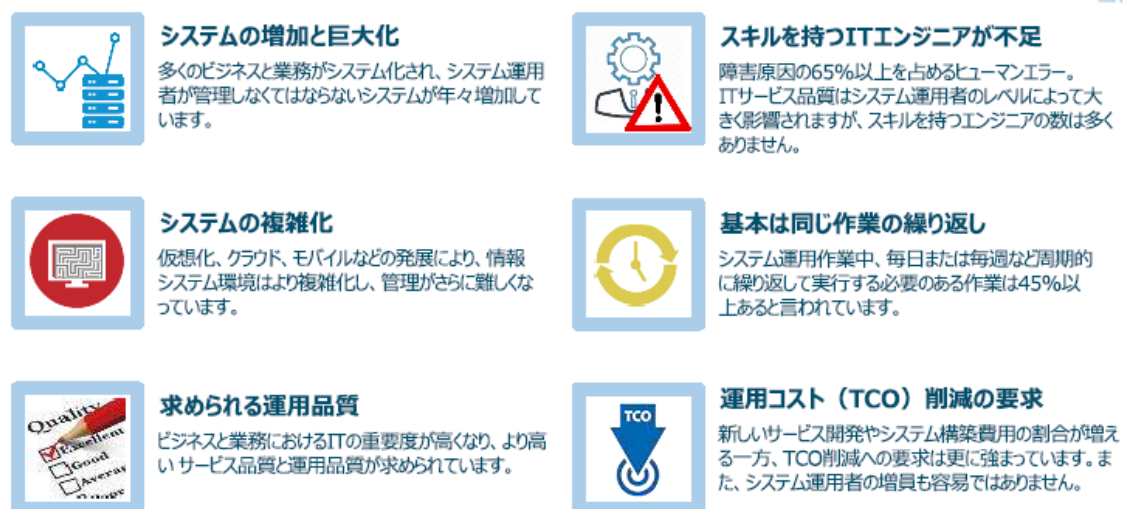 システムの増加と巨大化
多くのビジネスと業務がシステム化され、システム運用
者が管理しなくてはならないシステムが年々増加して
います。
スキルを持つITエンジニアが不足
障害原因の65%以上を占めるヒューマンエラー。
ITサービス品質はシステム運用者のレベルによって大
きく影響されますが、スキルを持つエンジニアの数は多く
ありません。
システムの複雑化
仮想化、クラウド、モバイルなどの発展により、情報
システム環境はより複雑化し、管理がさらに難しくな
っています。
基本は同じ作業の繰り返し
システム運用作業中、毎日または毎週など周期的
に繰り返して実行する必要のある作業は45%以
上あると言われています。
Quality
Excellent
Good
Averag
求められる運用品質
ビジネスと業務におけるITの重要度が高くなり、より高
い サービス品質と運用品質が求められています。
TCO
運用コスト（TCO）削減の要求
新しいサービス開発やシステム構築費用の割合が増え
る一方、TCO削減への要求は更に強まっています。ま
た、システム運用者の増員も容易ではありません。